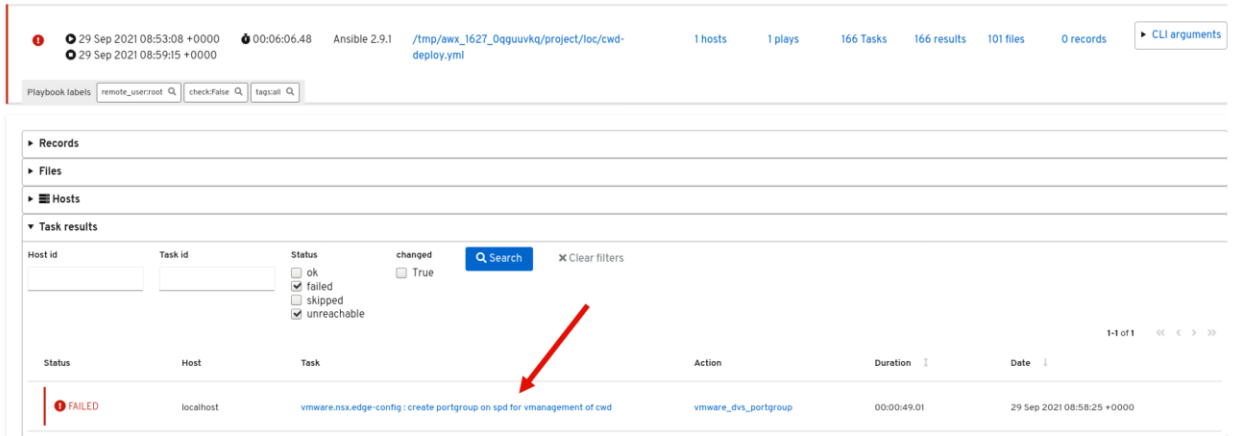 29 Sep 2021 08:53:08 +0000
29 Sep 2021 08:59:15 +0000
00:06:06.48
Ansible 2.9.1
/tmp/awx_1627_0qguuvkq/project/loc/cwd-
deploy.yml
1 hosts
1 plays
166 Tasks
166 results
101 files
0 records
CLI arguments
Playbook labels
remote_user:root
check:False
tags:all
Records
Files
Hosts
Task results
Host id
Task id
Status
ok
failed
skipped
unreachable
changed
True
Search
Clear filters
1-1 of 1
Status Host Task Action Duration Date
FAILED localhost vmware.nsx.edge-config : create portgroup on spd for vmanagement of cwd vmware_dvs_portgroup 00:00:49.01 29 Sep 2021 08:58:25 +0000